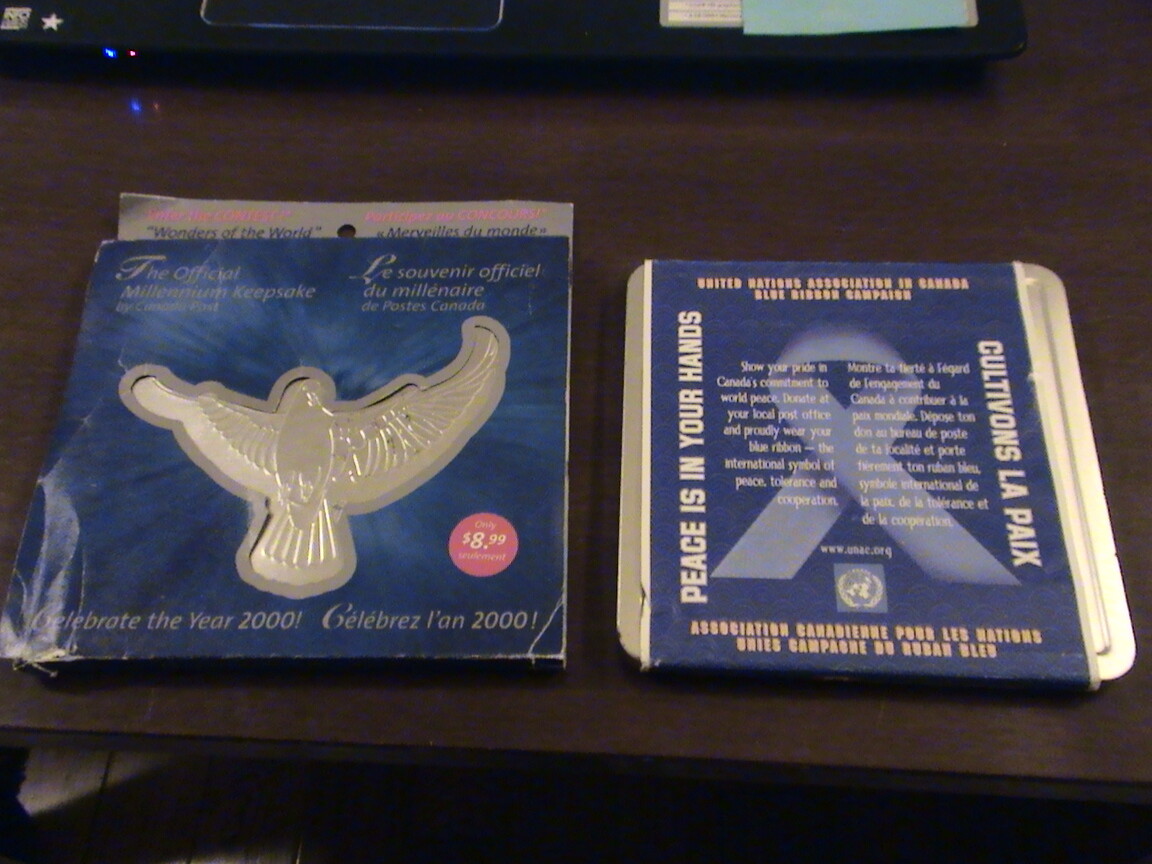 Enter the CONTEST!*
"Wonders of the World"
Participez au CONCOURS!*
«Merveilles du monde»
The Official
Millennium Keepsake
by Canada Post
Le souvenir officiel
du millénaire
de Postes Canada
Only
$8.99
seulement
Celebrate the Year 2000!
Célébrez l'an 2000!
UNITED NATIONS ASSOCIATION IN CANADA
BLUE RIBBON CAMPAIGN
PEACE IS IN YOUR HANDS
Show your pride in
Canada's commitment to
world peace. Donate at
your local post office
and proudly wear your
blue ribbon – the
international symbol of
peace, tolerance and
cooperation.
Montre ta fierté à l'égard
de l'engagement du
Canada à contribuer à la
paix mondiale. Dépose ton
don au bureau de poste
de ta localité et porte
fièrement ton ruban bleu,
symbole international de
la paix, de la tolérance et
de la coopération.
CULTIVONS LA PAIX
www.unac.org
ASSOCIATION CANADIENNE POUR LES NATIONS
UNIES CAMPAGNE DU RUBAN BLEU